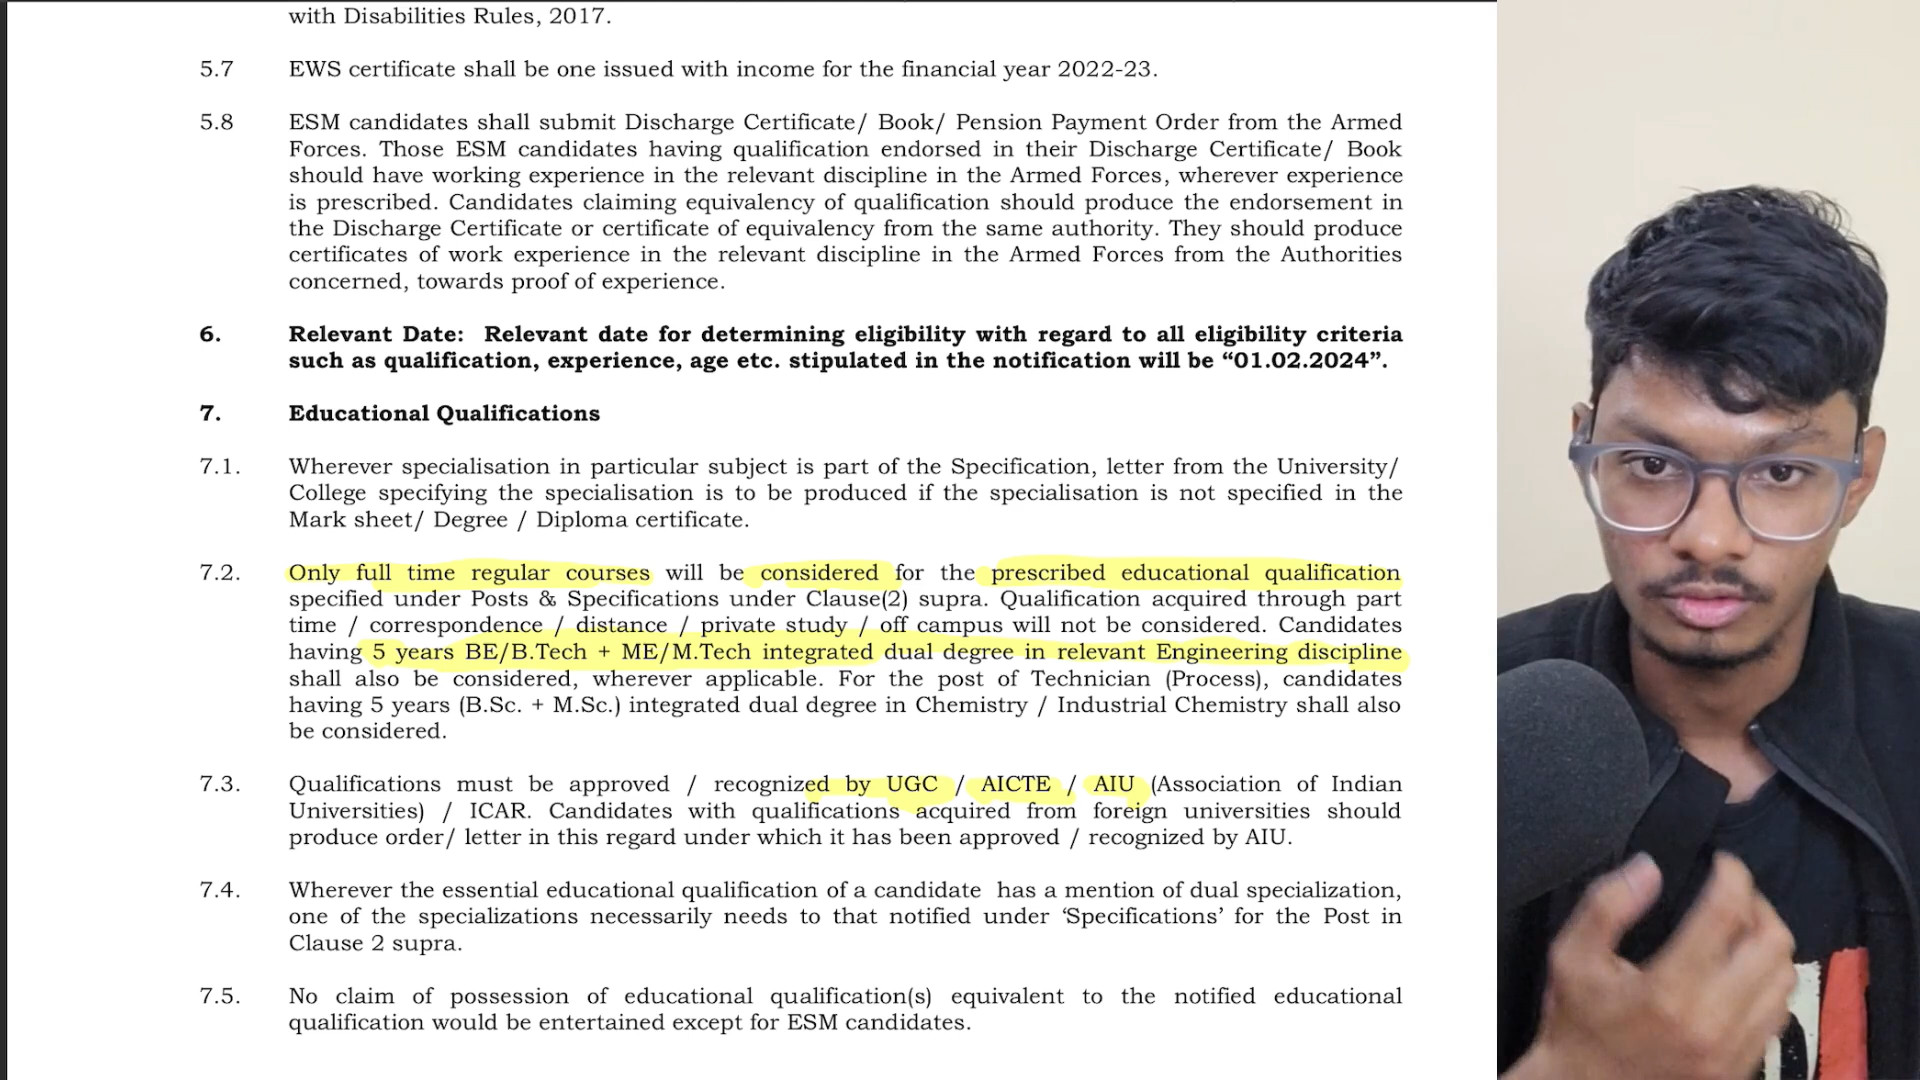 with Disabilities Rules, 2017.
5.7 EWS certificate shall be one issued with income for the financial year 2022-23.
5.8 ESM candidates shall submit Discharge Certificate/ Book/ Pension Payment Order from the Armed
Forces. Those ESM candidates having qualification endorsed in their Discharge Certificate/ Book
should have working experience in the relevant discipline in the Armed Forces, wherever experience
is prescribed. Candidates claiming equivalency of qualification should produce the endorsement in
the Discharge Certificate or certificate of equivalency from the same authority. They should produce
certificates of work experience in the relevant discipline in the Armed Forces from the Authorities
concerned, towards proof of experience.
6. Relevant Date: Relevant date for determining eligibility with regard to all eligibility criteria
such as qualification, experience, age etc. stipulated in the notification will be “01.02.2024”.
7. Educational Qualifications
7.1. Wherever specialisation in particular subject is part of the Specification, letter from the University/
College specifying the specialisation is to be produced if the specialisation is not specified in the
Mark sheet/ Degree / Diploma certificate.
7.2. Only full time regular courses will be considered for the prescribed educational qualification
specified under Posts & Specifications under Clause(2) supra. Qualification acquired through part
time / correspondence / distance / private study / off campus will not be considered. Candidates
having 5 years BE/B.Tech + ME/M.Tech integrated dual degree in relevant Engineering discipline
shall also be considered, wherever applicable. For the post of Technician (Process), candidates
having 5 years (B.Sc. + M.Sc.) integrated dual degree in Chemistry / Industrial Chemistry shall also
be considered.
7.3. Qualifications must be approved / recognized by UGC / AICTE / AIU (Association of Indian
Universities) / ICAR. Candidates with qualifications acquired from foreign universities should
produce order/ letter in this regard under which it has been approved / recognized by AIU.
7.4. Wherever the essential educational qualification of a candidate has a mention of dual specialization,
one of the specializations necessarily needs to that notified under ‘Specifications’ for the Post in
Clause 2 supra.
7.5. No claim of possession of educational qualification(s) equivalent to the notified educational
qualification would be entertained except for ESM candidates.